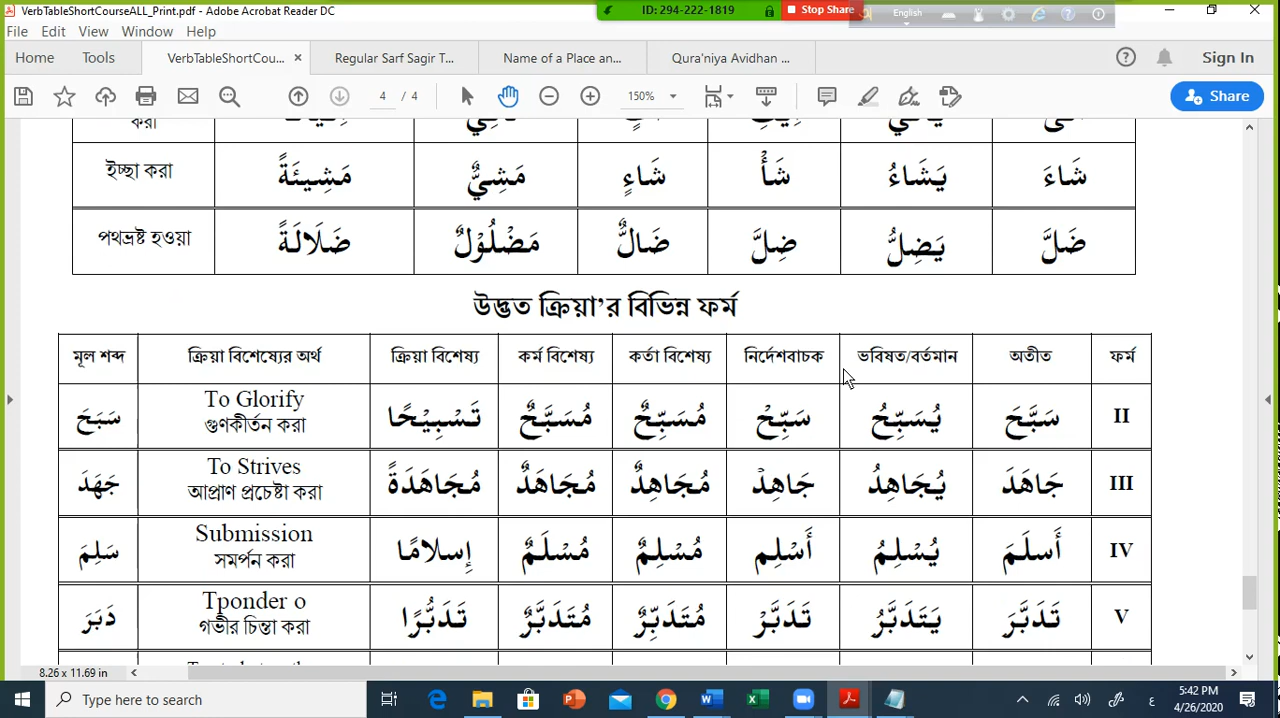 VerbTableShortCourseALL_Print.pdf - Adobe Acrobat Reader DC
ID: 294-222-1819
Stop Share
English
File Edit View Window Help
Home Tools VerbTableShortCou... × Regular Sarf Sagir T... Name of a Place an... Qura'niya Avidhan ... Sign In
4 / 4 150% Share
করা
ইচ্ছা করা مَشِيئَةً مَشِيٌّ شَاءٍ شَأْ يَشَاءُ شَاءَ
পথভ্রষ্ট হওয়া ضَلَالَةً مَضْلُوْلٌ ضَالٌّ ضِلَّ يَضِلُّ ضَلَّ
উদ্ভত ক্রিয়া’র বিভিন্ন ফর্ম
মূল শব্দ ক্রিয়া বিশেষ্যের অর্থ ক্রিয়া বিশেষ্য কর্ম বিশেষ্য কর্তা বিশেষ্য নির্দেশবাচক ভবিষত/বর্তমান অতীত ফর্ম
To Glorify
سَبَحَ গুণকীর্তন করা تَسْبِيْحًا مُسَبَّحٌ مُسَبِّحٌ سَبِّحْ يُسَبِّحُ سَبَّحَ II
To Strives
جَهَدَ আপ্রাণ প্রচেষ্টা করা مُجَاهَدَةً مُجَاهَدٌ مُجَاهِدٌ جَاهِدْ يُجَاهِدُ جَاهَدَ III
Submission
سَلِمَ সমর্পন করা إِسلامًا مُسْلَمٌ مُسْلِمٌ أَسْلِم يُسْلِمُ أَسلَمَ IV
Tponder o
دَبَرَ গভীর চিন্তা করা تَدَبُّرًا مُتَدَبَّرٌ مُتَدَبِّرٌ تَدَبَّرْ يَتَدَبَّرُ تَدَبَّرَ V
8.26 x 11.69 in
Type here to search
5:42 PM
4/26/2020